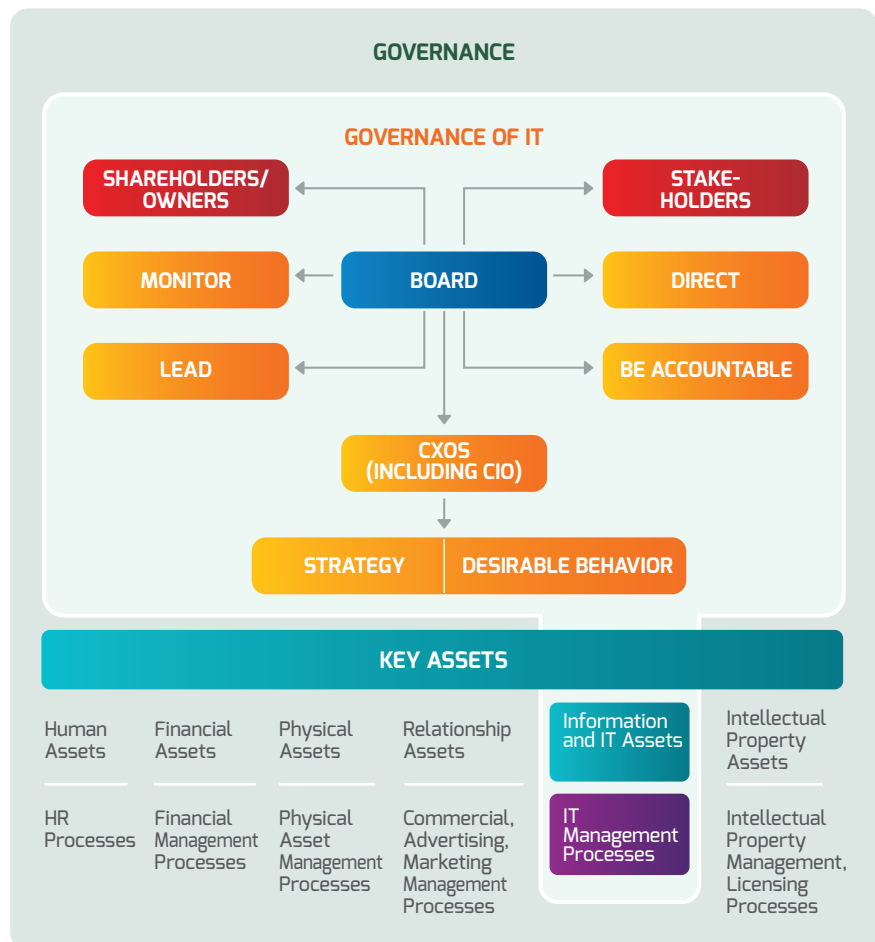 GOVERNANCE
GOVERNANCE OF IT
SHAREHOLDERS/
OWNERS
STAKE-
HOLDERS
MONITOR
BOARD
DIRECT
LEAD
BE ACCOUNTABLE
CXOS
(INCLUDING CIO)
STRATEGY
DESIRABLE BEHAVIOR
KEY ASSETS
Human
Assets
Financial
Assets
Physical
Assets
Relationship
Assets
Information
and IT Assets
Intellectual
Property
Assets
HR
Processes
Financial
Management
Processes
Physical
Asset
Management
Processes
Commercial,
Advertising,
Marketing
Management
Processes
IT
Management
Processes
Intellectual
Property
Management,
Licensing
Processes